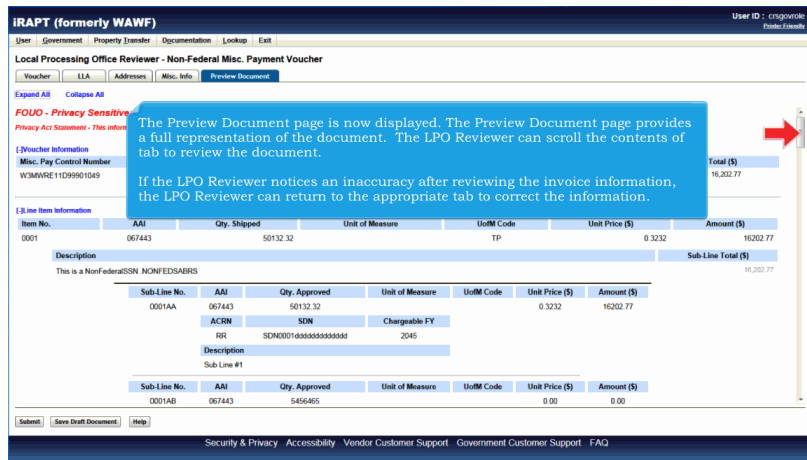 iRAPT (formerly WAWF)
User ID : crsgovrole
Printer Friendly
User Government Property Transfer Documentation Lookup Exit
Local Processing Office Reviewer - Non-Federal Misc. Payment Voucher
Voucher LLA Addresses Misc. Info Preview Document
Expand All Collapse All
FOUO - Privacy Sensitive
Privacy Act Statement - This inform
The Preview Document page is now displayed. The Preview Document page provides
a full representation of the document. The LPO Reviewer can scroll the contents of
tab to review the document.
If the LPO Reviewer notices an inaccuracy after reviewing the invoice information,
the LPO Reviewer can return to the appropriate tab to correct the information.
[-]Voucher Information
Misc. Pay Control Number Total ($)
W3MWRE11D99901049 16,202.77
[-]Line Item Information
Item No. AAI Qty. Shipped Unit of Measure UofM Code Unit Price ($) Amount ($)
0001 067443 50132.32 TP 0.3232 16202.77
Description Sub-Line Total ($)
This is a NonFederalSSN .NONFEDSABRS 16,202.77
Sub-Line No. AAI Qty. Approved Unit of Measure UofM Code Unit Price ($) Amount ($)
0001AA 067443 50132.32 0.3232 16202.77
ACRN SDN Chargeable FY
RR SDN0001ddddddddddddd 2045
Description
Sub Line #1
Sub-Line No. AAI Qty. Approved Unit of Measure UofM Code Unit Price ($) Amount ($)
0001AB 067443 5456465 0.00 0.00
Submit Save Draft Document Help
Security & Privacy Accessibility Vendor Customer Support Government Customer Support FAQ